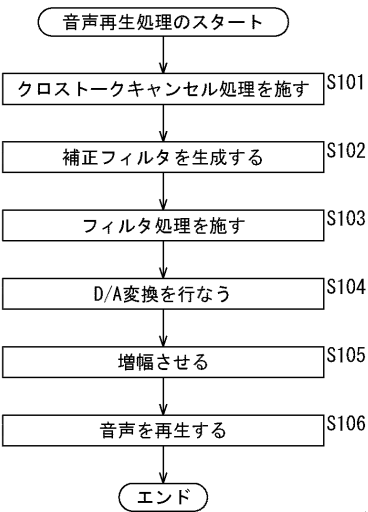 音声再生処理のスタート
クロストークキャンセル処理を施す S101
補正フィルタを生成する S102
フィルタ処理を施す S103
D/A変換を行なう S104
増幅させる S105
音声を再生する S106
エンド